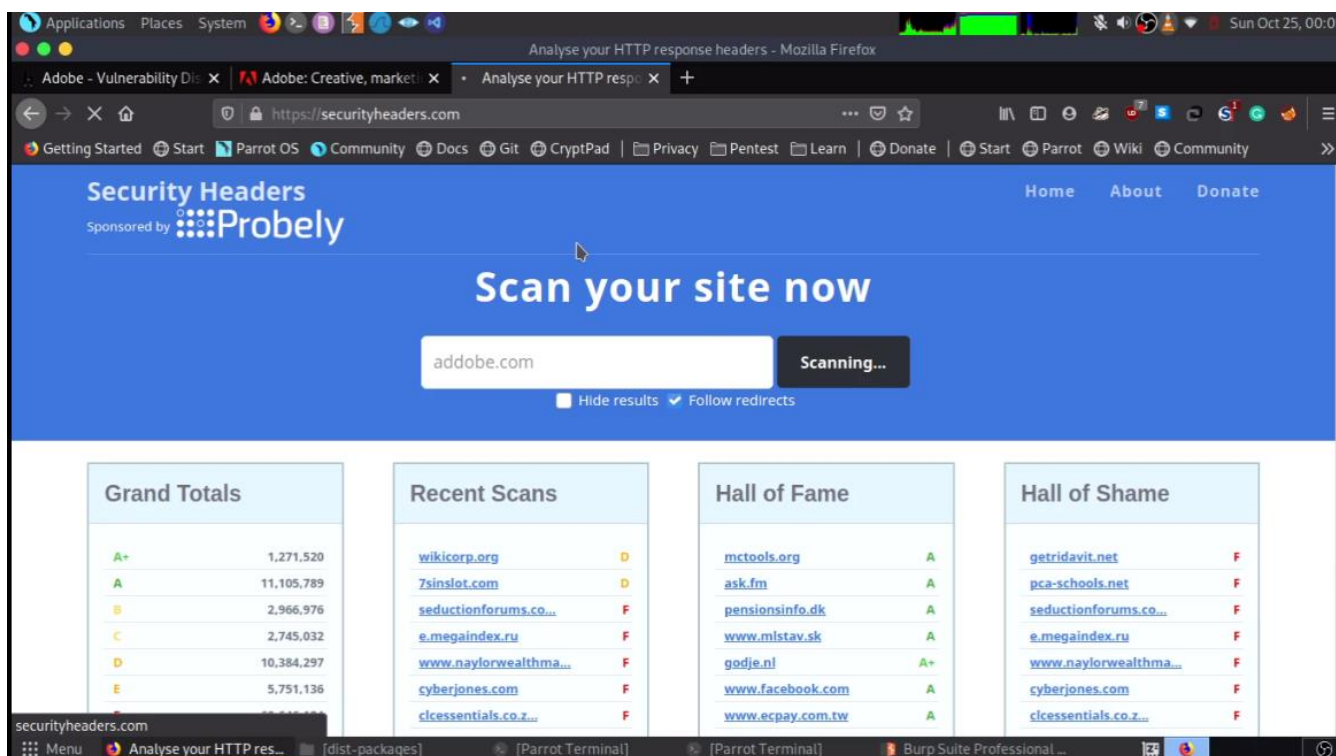 Applications Places System Sun Oct 25, 00:0
Analyse your HTTP response headers - Mozilla Firefox
Adobe - Vulnerability Dis Adobe: Creative, marketi Analyse your HTTP respo
https://securityheaders.com
Getting Started Start Parrot OS Community Docs Git CryptPad Privacy Pentest Learn Donate Start Parrot Wiki Community
Security Headers Home About Donate
Sponsored by Probely
Scan your site now
addobe.com Scanning...
Hide results Follow redirects
Grand Totals Recent Scans Hall of Fame Hall of Shame
A+ 1,271,520 wikicorp.org D mctools.org A getridavit.net F
A 11,105,789 7sinslot.com D ask.fm A pca-schools.net F
B 2,966,976 seductionforums.co... F pensionsinfo.dk A seductionforums.co... F
C 2,745,032 e.megaindex.ru F www.mlstav.sk A e.megaindex.ru F
D 10,384,297 www.naylorwealthma... F godje.nl A+ www.naylorwealthma... F
E 5,751,136 cyberjones.com F www.facebook.com A cyberjones.com F
clcessentials.co.z... F www.ecpay.com.tw A clcessentials.co.z... F
securityheaders.com
Menu Analyse your HTTP res... [dist-packages] [Parrot Terminal] [Parrot Terminal] Burp Suite Professional ...